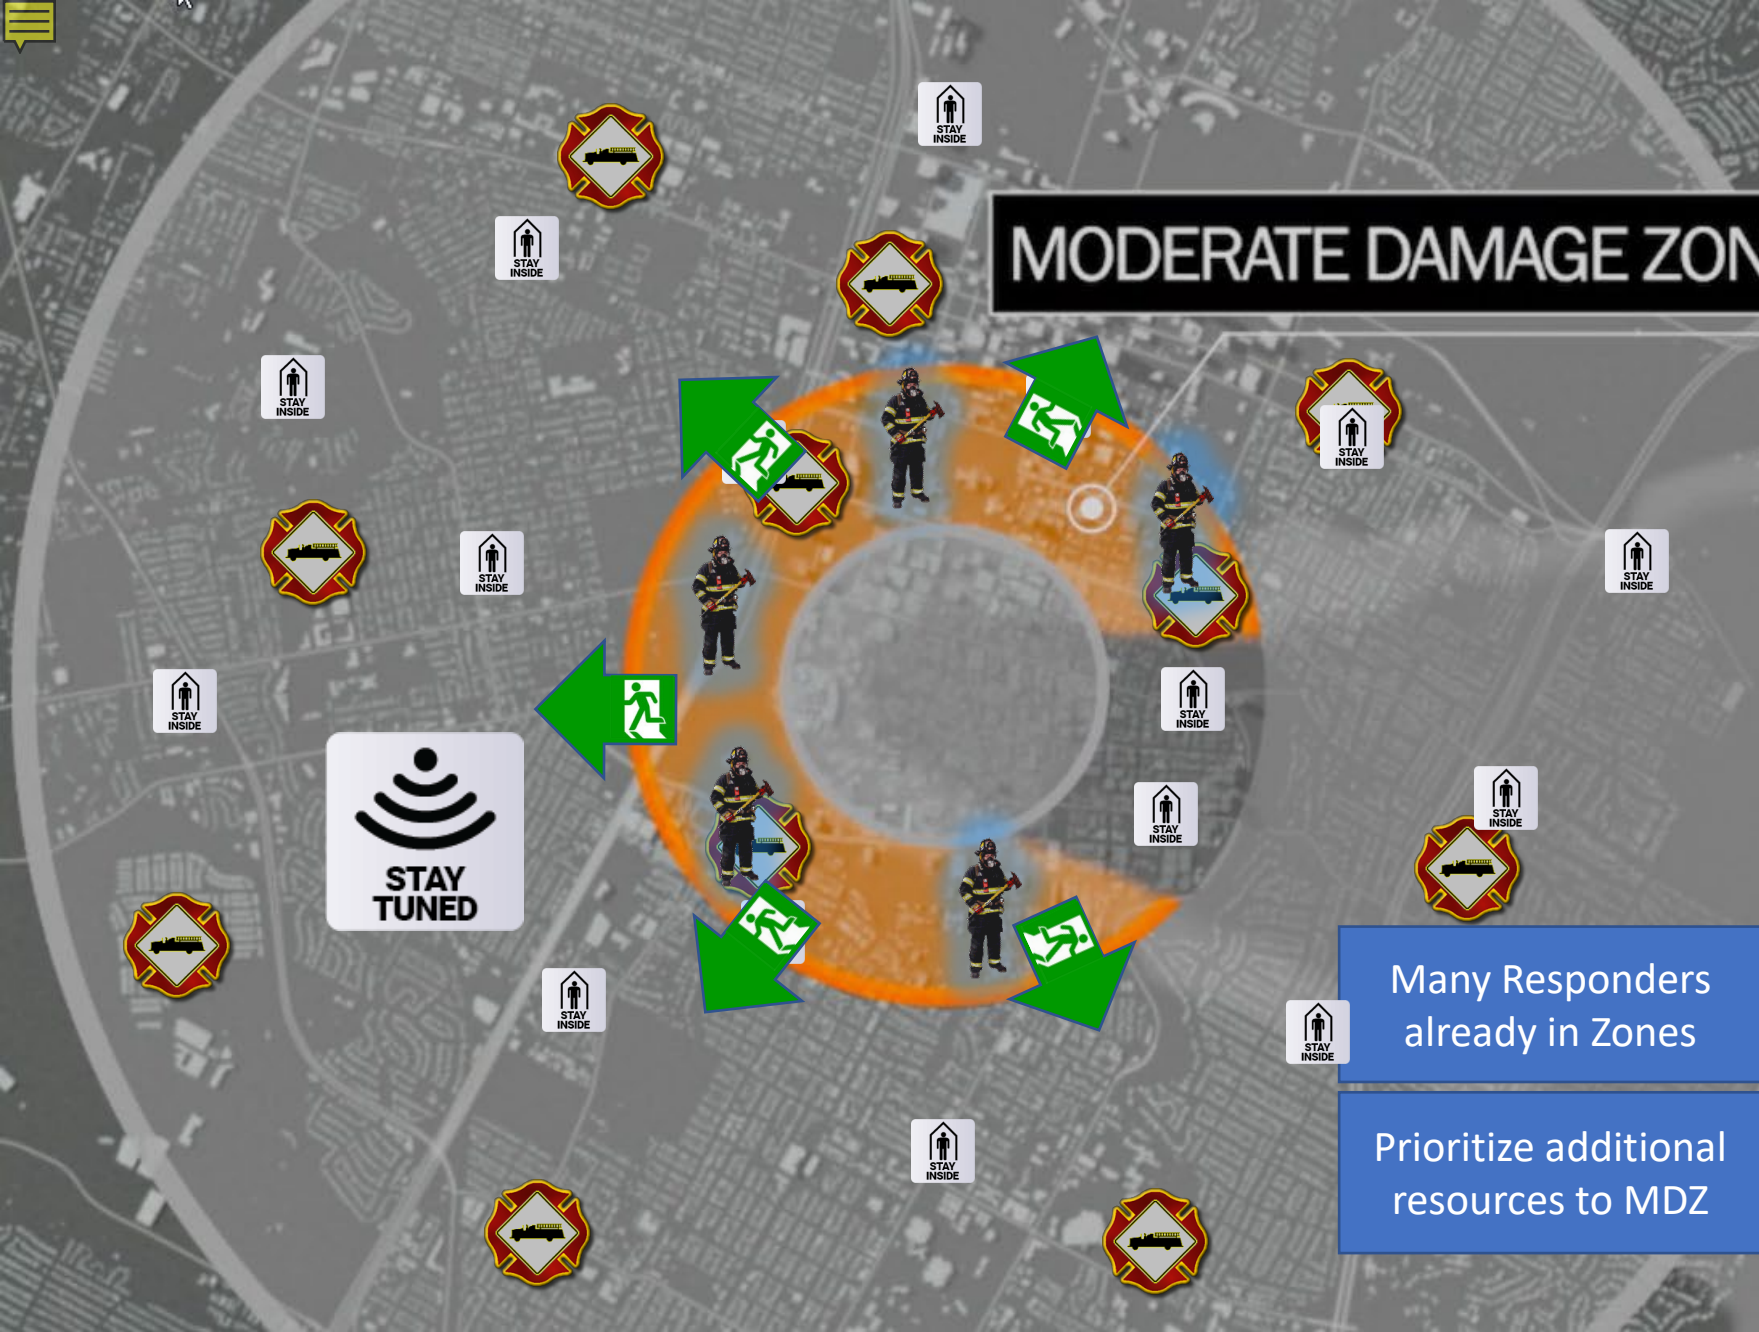 STAY
INSIDE
STAY
INSIDE
MODERATE DAMAGE ZON
STAY
INSIDE
STAY
INSIDE
STAY
INSIDE
STAY
INSIDE
STAY
INSIDE
STAY
INSIDE
STAY
TUNED
STAY
INSIDE
STAY
INSIDE
STAY
INSIDE
Many Responders
already in Zones
STAY
INSIDE
STAY
INSIDE
Prioritize additional
resources to MDZ